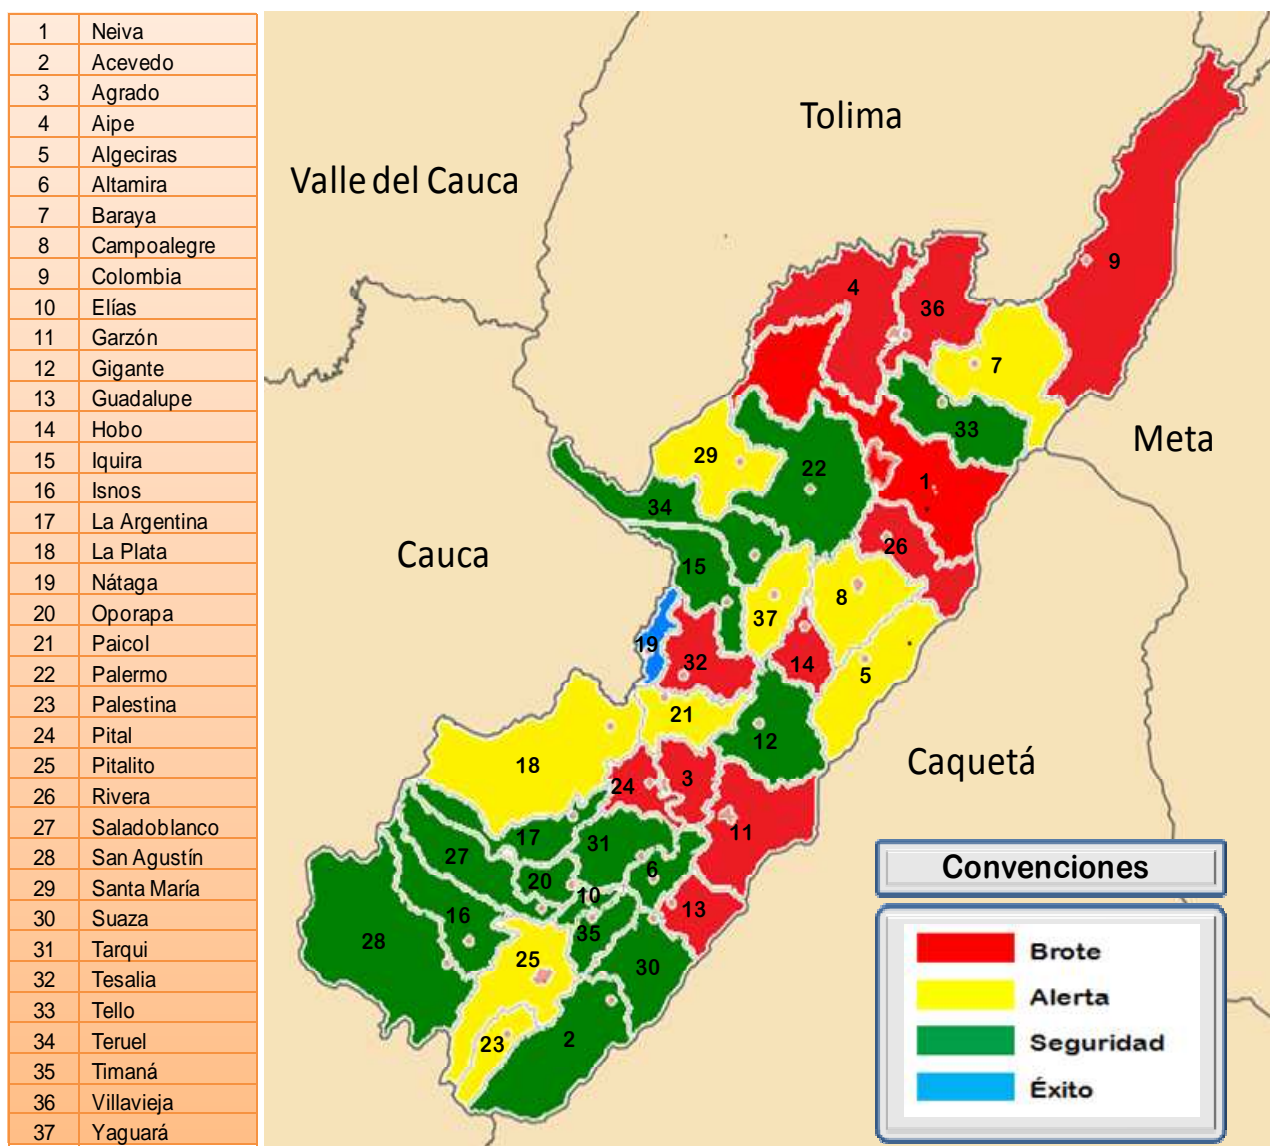 1 Neiva
2 Acevedo
3 Agrado
4 Aipe
5 Algeciras
6 Altamira
7 Baraya
8 Campoalegre
9 Colombia
10 Elías
11 Garzón
12 Gigante
13 Guadalupe
14 Hobo
15 Iquira
16 Isnos
17 La Argentina
18 La Plata
19 Nátaga
20 Oporapa
21 Paicol
22 Palermo
23 Palestina
24 Pital
25 Pitalito
26 Rivera
27 Saladoblanco
28 San Agustín
29 Santa María
30 Suaza
31 Tarqui
32 Tesalia
33 Tello
34 Teruel
35 Timaná
36 Villavieja
37 Yaguará
Tolima
Valle del Cauca
9
4
36
7
Meta
33
29
22
1
34
26
Cauca
15
8
37
19
32
14
5
21
12
18
Caquetá
24
3
11
17
31
27
6
20
10
13
16
35
28
25
30
23
2
Convenciones
Brote
Alerta
Seguridad
Éxito